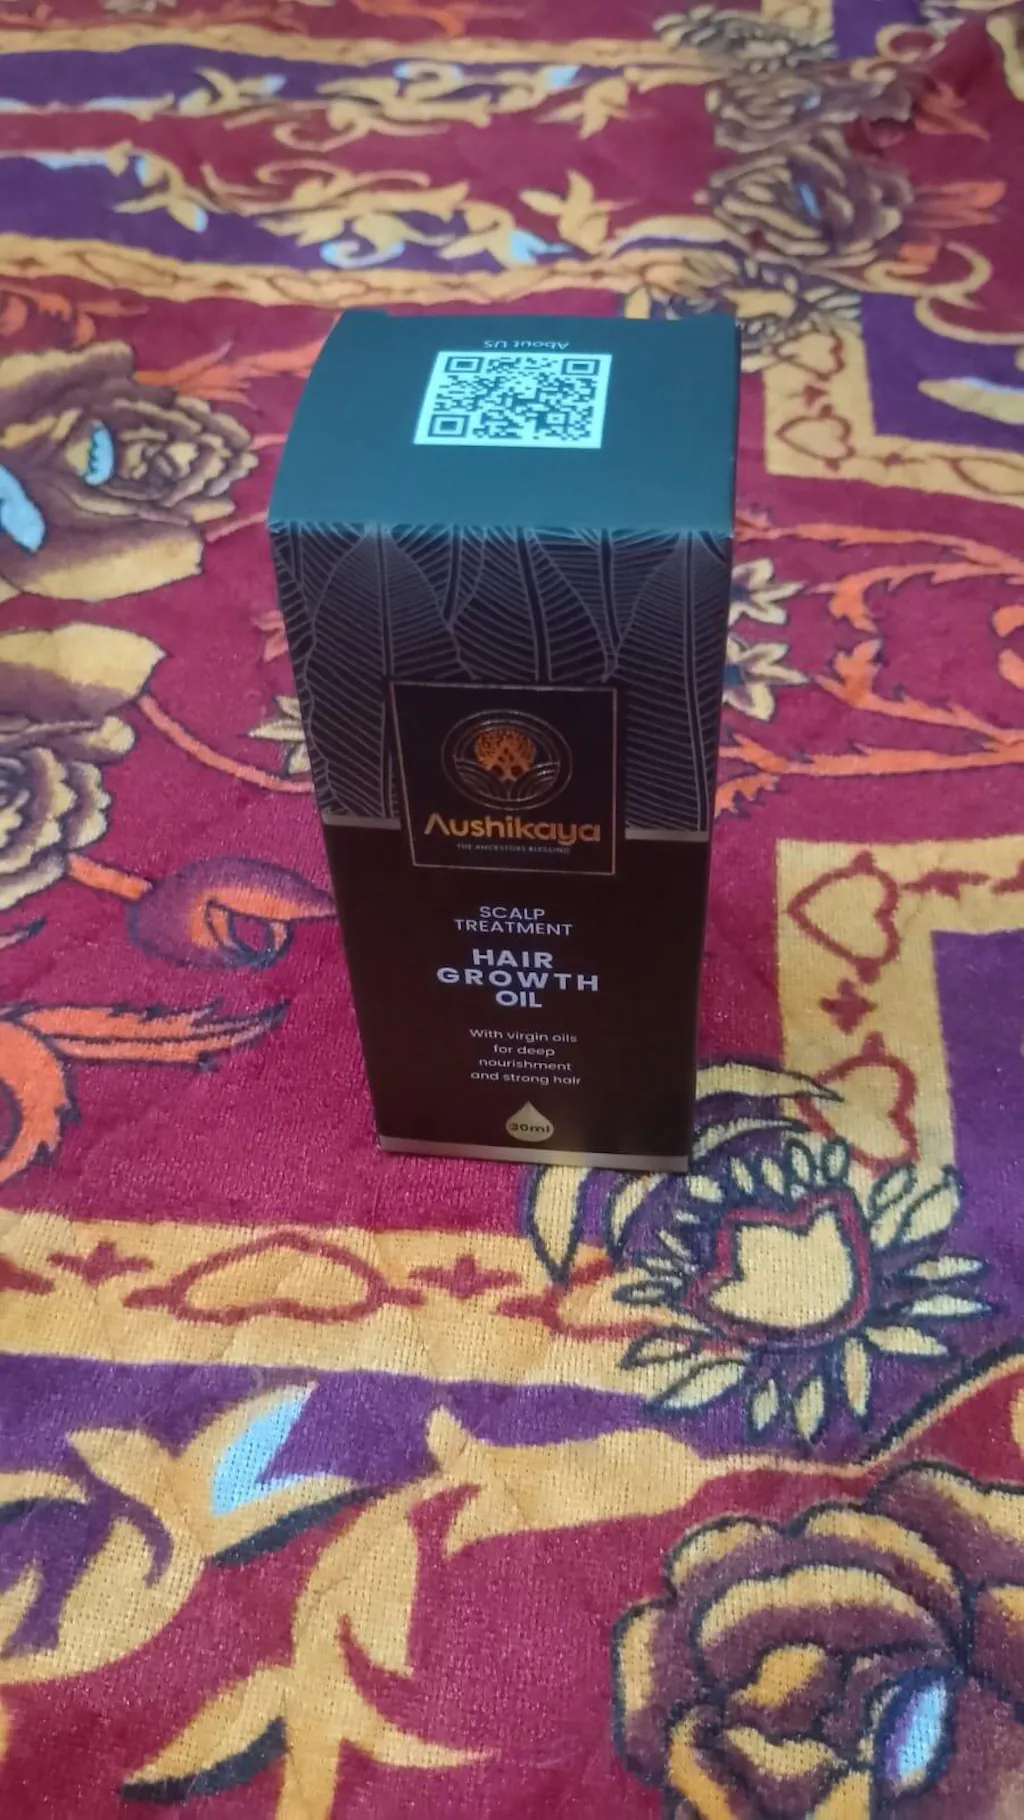 About US
Aushikaya
THE ANCESTORS BLESSING
SCALP
TREATMENT
HAIR
GROWTH
OIL
With virgin oils
for deep
nourishment
and strong hair
30ml